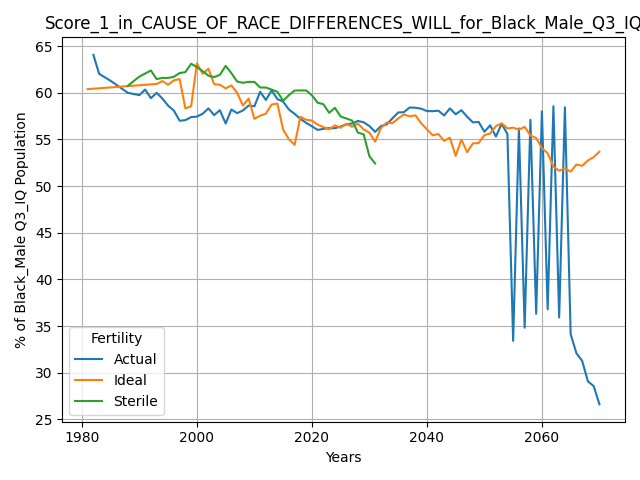 Score_1_in_CAUSE_OF_RACE_DIFFERENCES_WILL_for_Black_Male_Q3_IQ
% of Black_Male Q3_IQ Population
65
60
55
50
45
40
35
30
25
Fertility
Actual
Ideal
Sterile
1980
2000
2020
2040
2060
Years